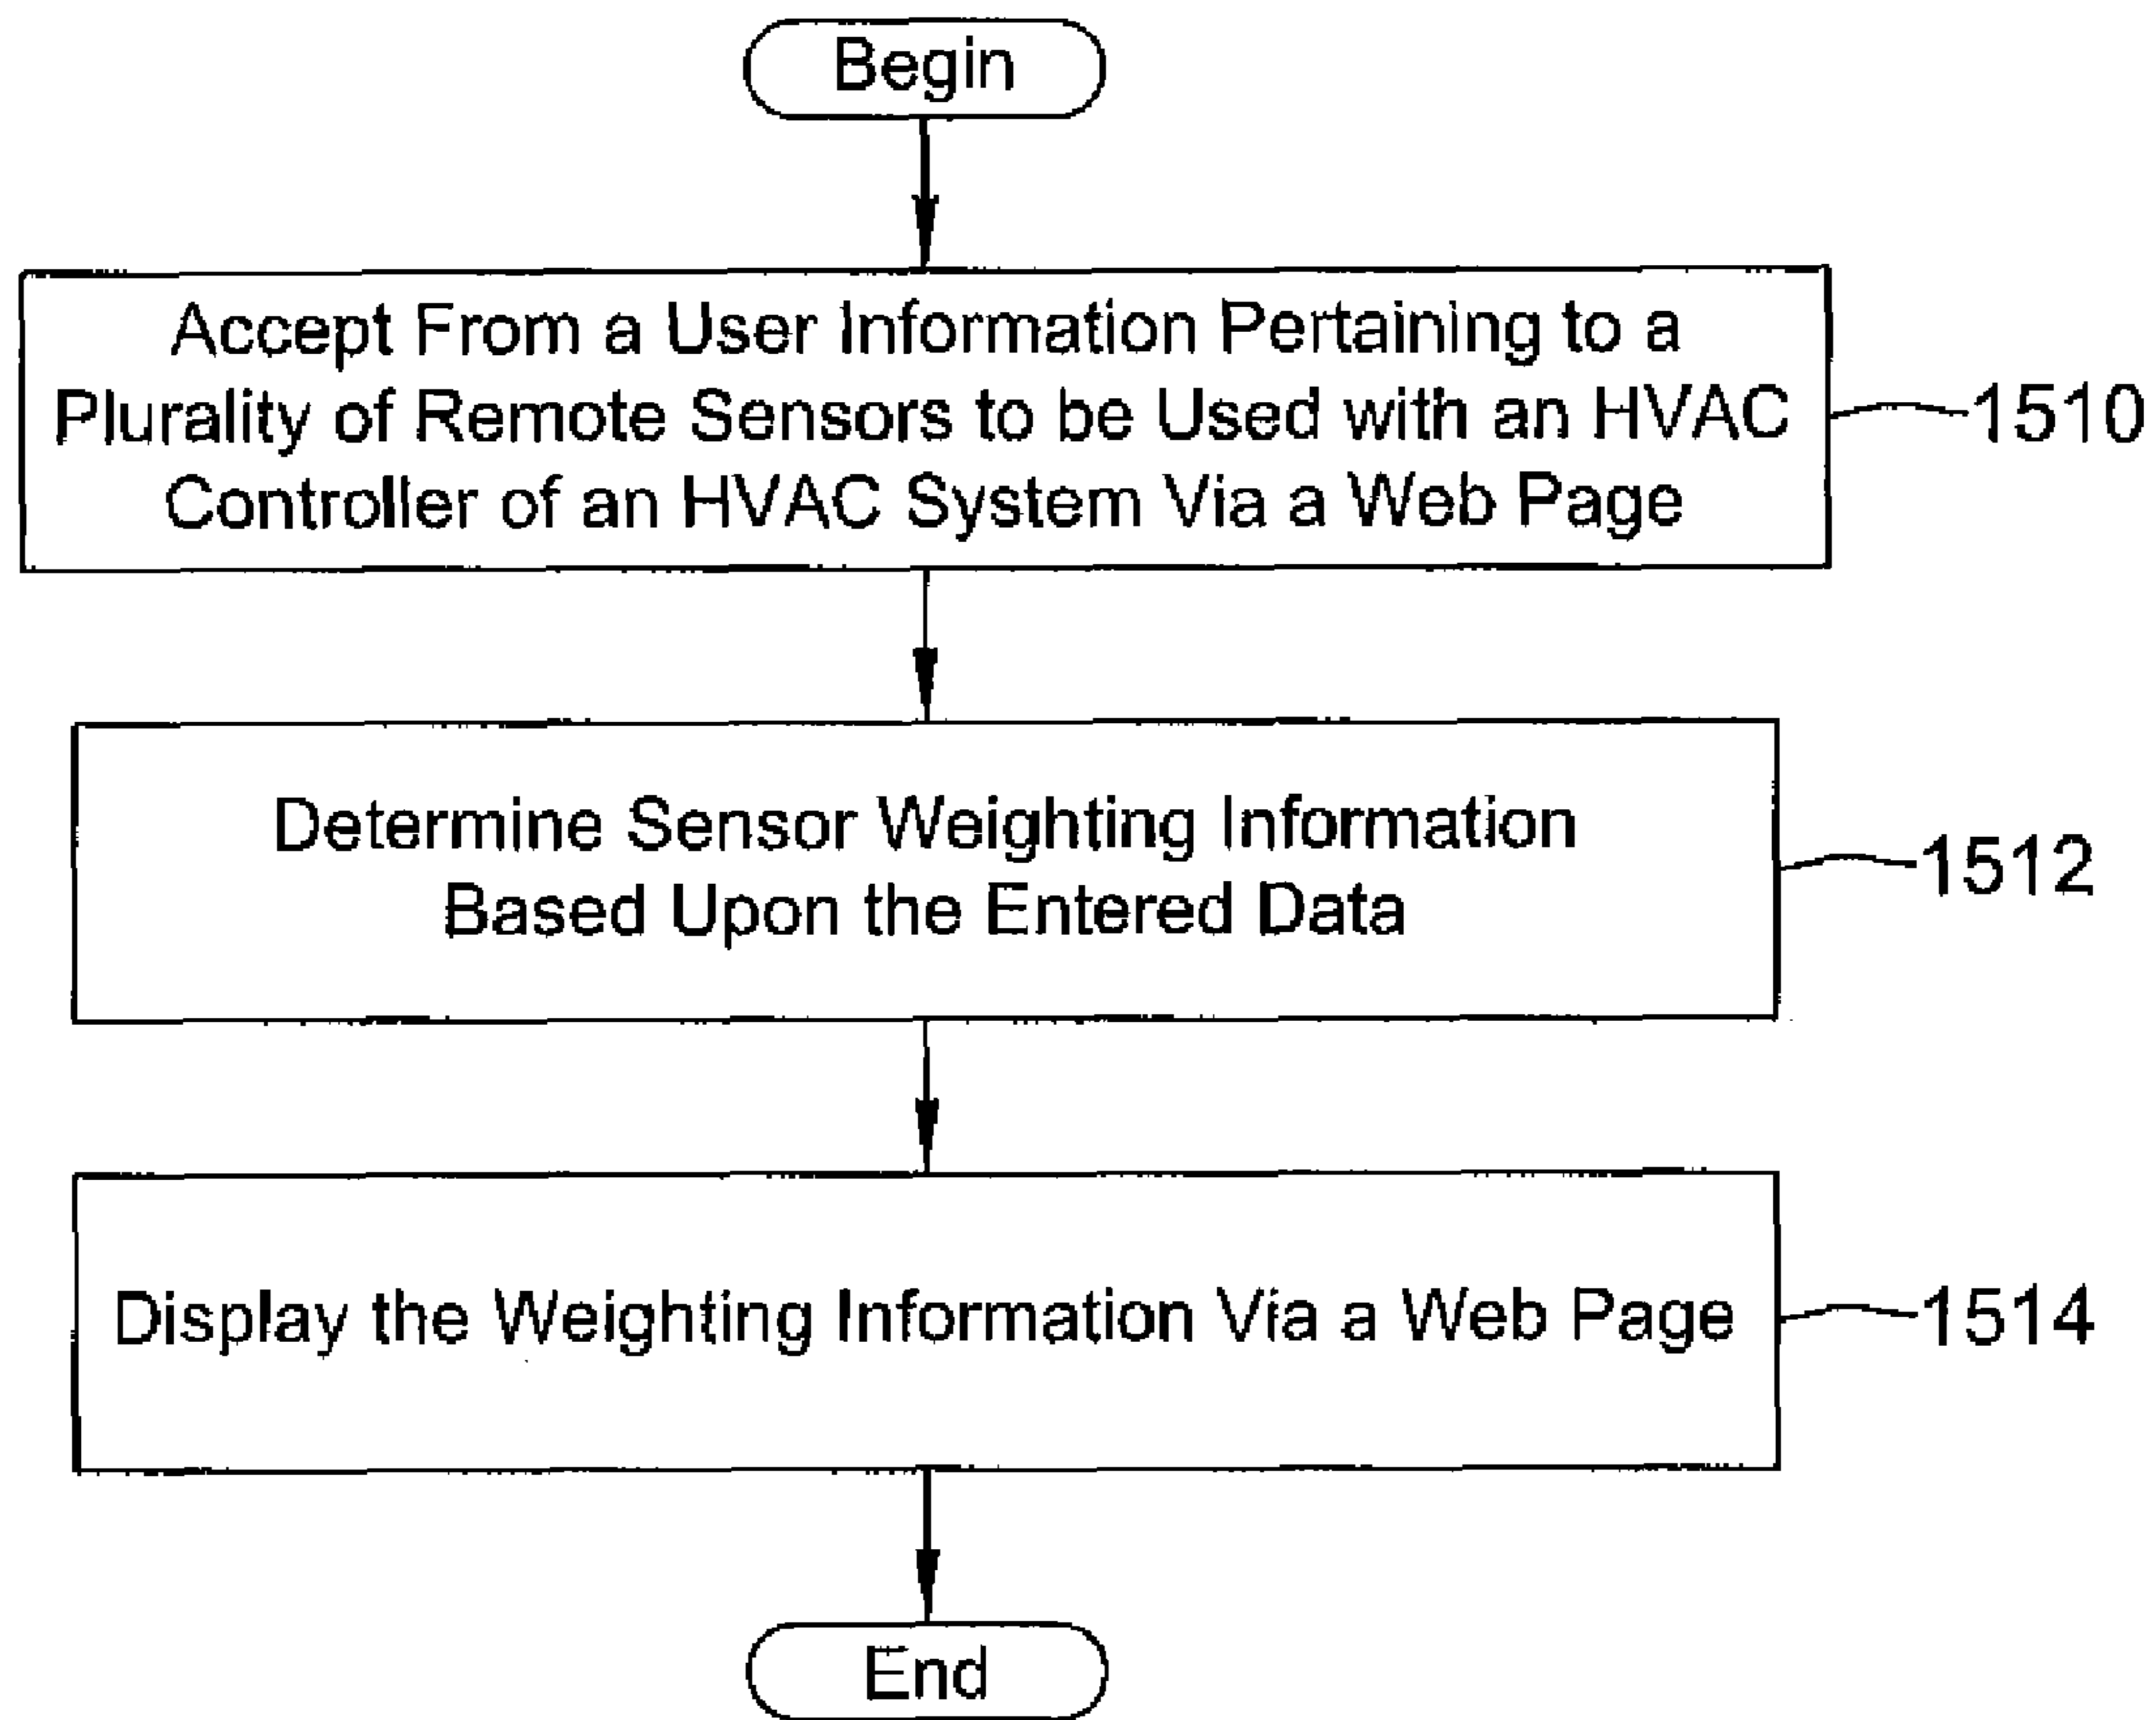 Begin
Accept From a User Information Pertaining to a
Plurality of Remote Sensors to be Used with an HVAC
Controller of an HVAC System Via a Web Page
1510
Determine Sensor Weighting Information
Based Upon the Entered Data
1512
Display the Weighting Information Via a Web Page
1514
End